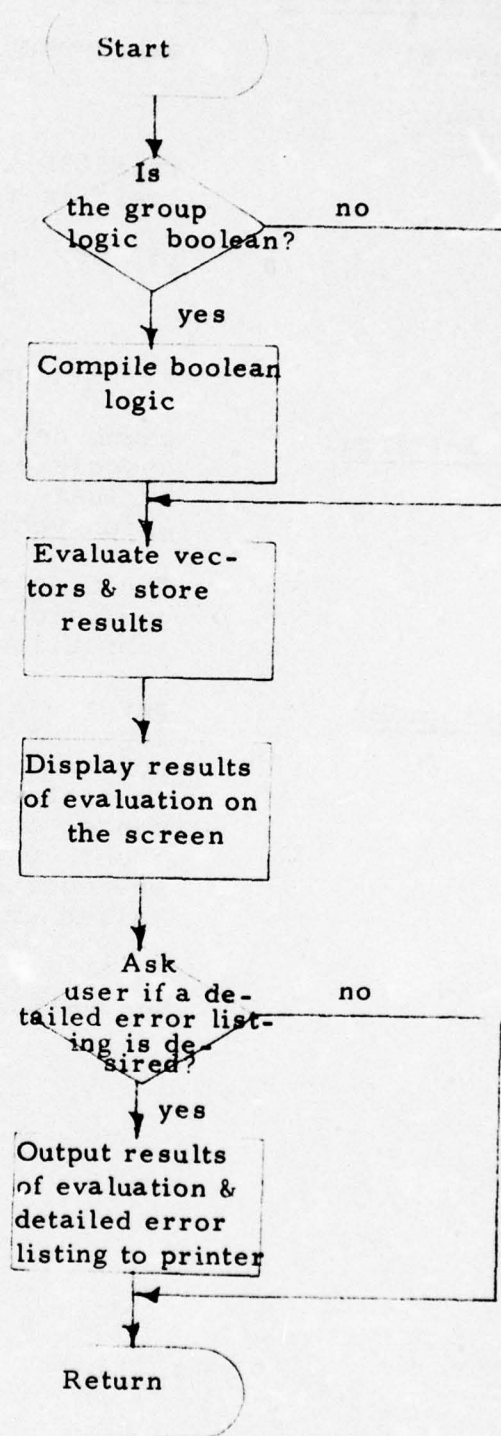 Start
Is
the group
logic boolean?
no
yes
Compile boolean
logic
Evaluate vec-
tors & store
results
Display results
of evaluation on
the screen
Ask
user if a de-
tailed error list-
ing is de-
sired?
no
yes
Output results
of evaluation &
detailed error
listing to printer
Return